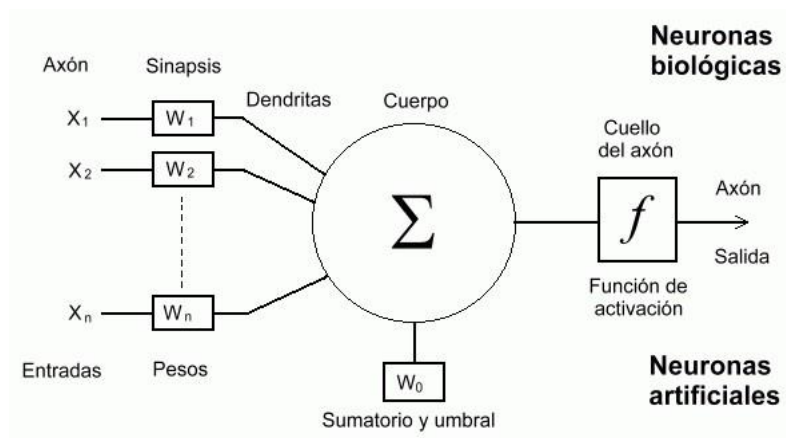 Neuronas
biológicas
Axón
Sinapsis
Dendritas
Cuerpo
Cuello
del axón
X1
W1
X2
W2
Σ
f
Axón
Salida
Función de
activación
Xn
Wn
Entradas
Pesos
W0
Sumatorio y umbral
Neuronas
artificiales